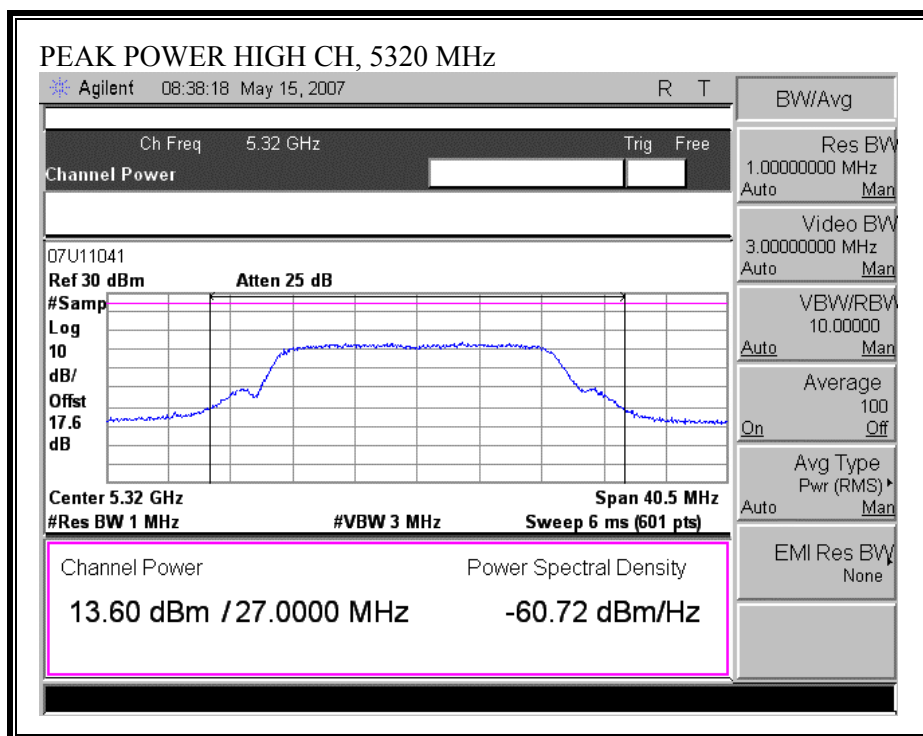 PEAK POWER HIGH CH, 5320 MHz
Agilent 08:38:18 May 15, 2007 R T
Ch Freq 5.32 GHz Trig Free
Channel Power
07U11041
Ref 30 dBm Atten 25 dB
#Samp
Log
10
dB/
Offst
17.6
dB
Center 5.32 GHz Span 40.5 MHz
#Res BW 1 MHz #VBW 3 MHz Sweep 6 ms (601 pts)
Channel Power Power Spectral Density
13.60 dBm / 27.0000 MHz -60.72 dBm/Hz
BW/Avg
Res BW
1.00000000 MHz
Auto Man
Video BW
3.00000000 MHz
Auto Man
VBW/RBW
10.00000
Auto Man
Average
100
On Off
Avg Type
Pwr (RMS)
Auto Man
EMI Res BW
None